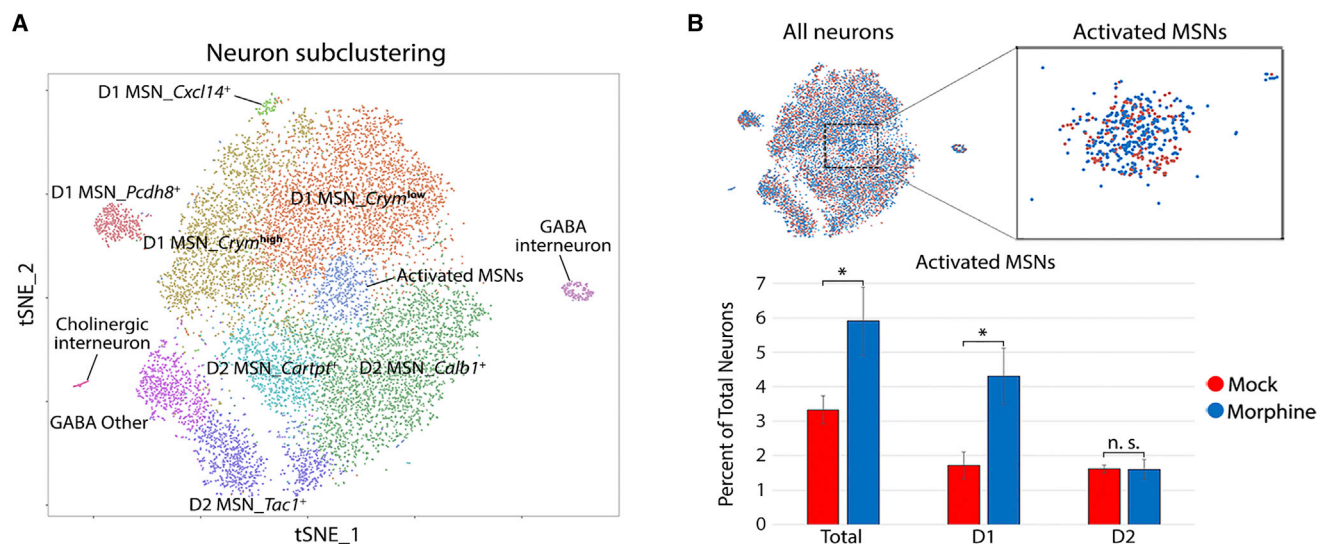 A
Neuron subclustering
D1 MSN_Cxcl14+
D1 MSN_Pcdh8+
D1 MSN_Crymlow
D1 MSN_Crymhigh
GABA
interneuron
Activated MSNs
Cholinergic
interneuron
D2 MSN_Cartpt+
D2 MSN_Calb1+
GABA Other
D2 MSN_Tac1+
tSNE_2
tSNE_1
B
All neurons
Activated MSNs
Activated MSNs
Percent of Total Neurons
7
6
5
4
3
2
1
0
*
*
n. s.
Total
D1
D2
Mock
Morphine